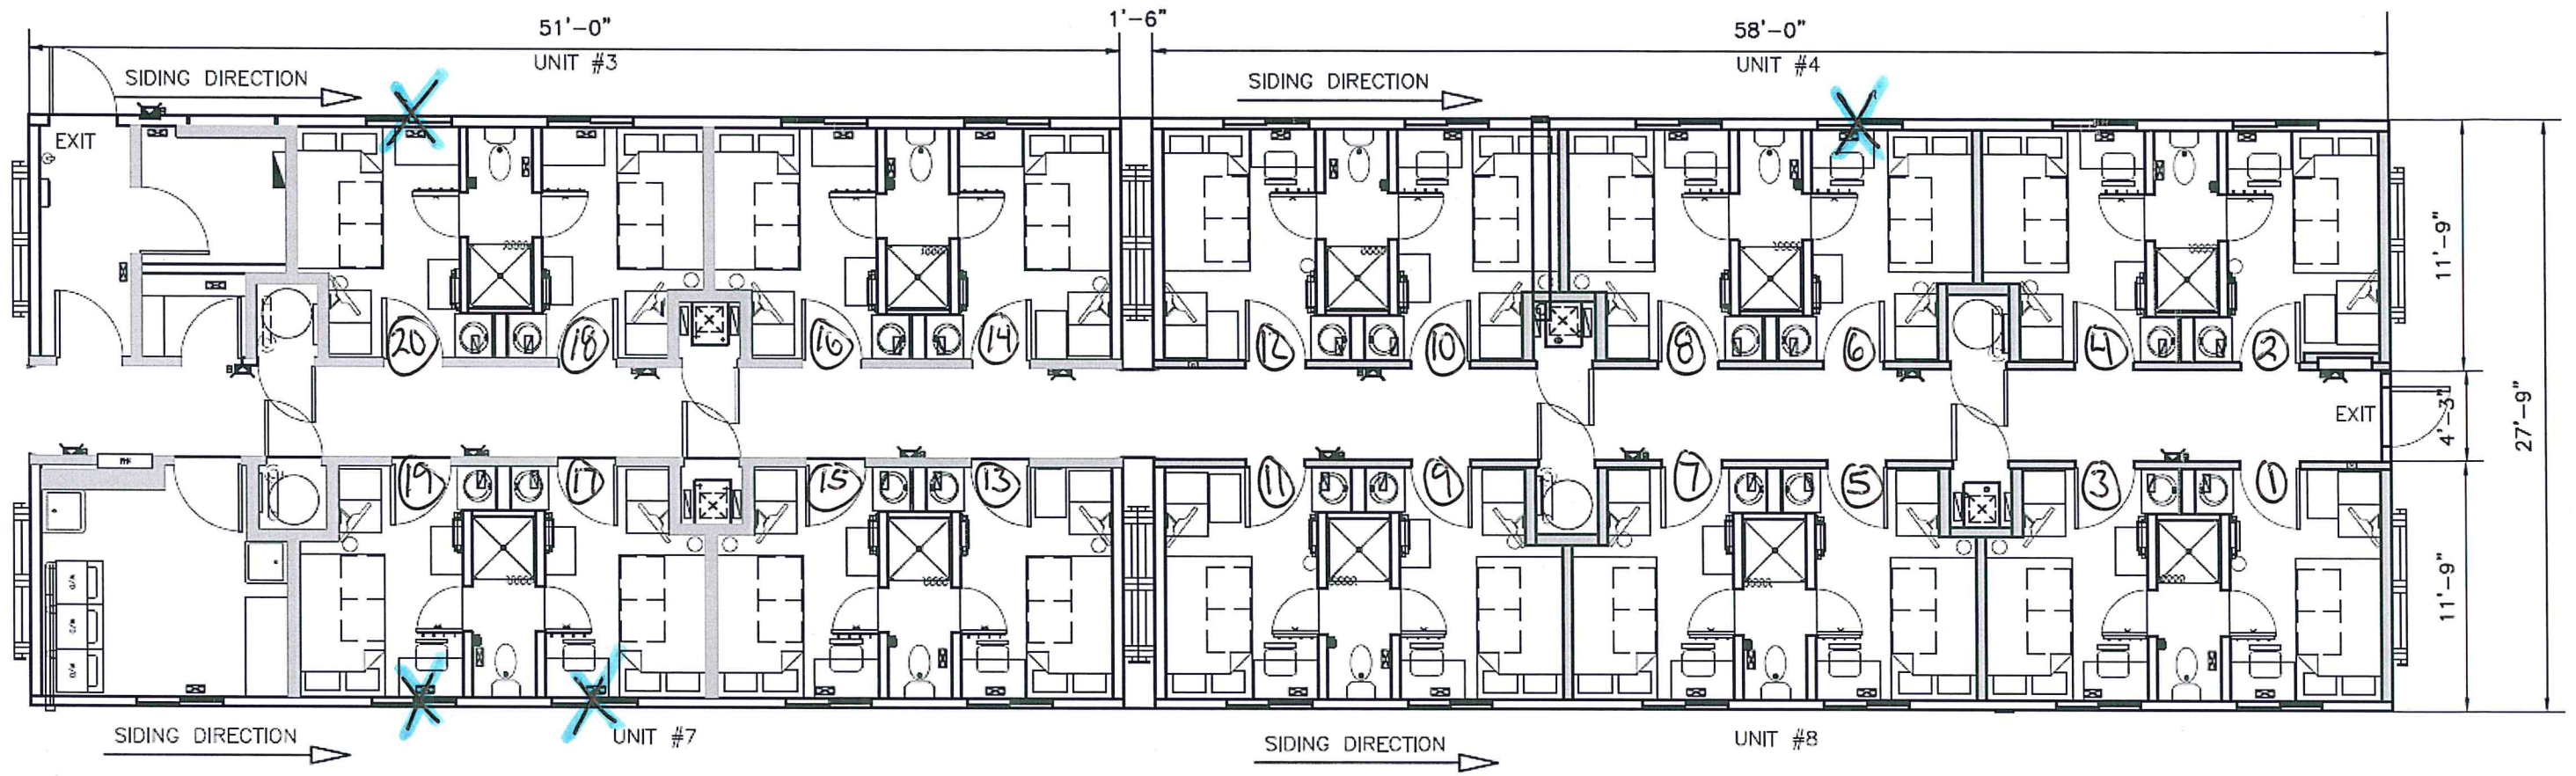 51'-0"
1'-6"
58'-0"
UNIT #3
UNIT #4
SIDING DIRECTION
SIDING DIRECTION
EXIT
11'-9"
20
18
16
14
12
10
8
6
4
2
EXIT
4'-3"
27'-9"
19
17
15
13
11
9
7
5
3
1
W/D
W/D
W/D
11'-9"
SIDING DIRECTION
UNIT #7
SIDING DIRECTION
UNIT #8